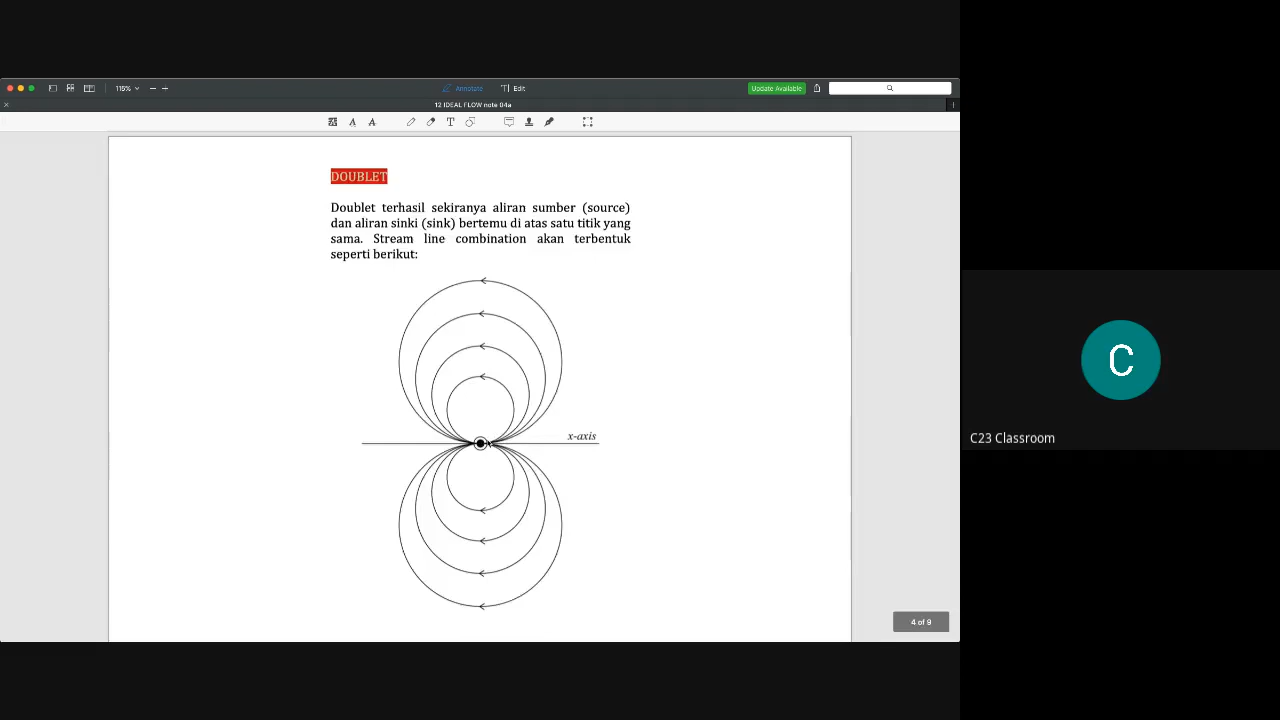 115%
Annotate
Edit
Update Available
12 IDEAL FLOW note 04a
DOUBLET
Doublet terhasil sekiranya aliran sumber (source)
dan aliran sinki (sink) bertemu di atas satu titik yang
sama. Stream line combination akan terbentuk
seperti berikut:
x-axis
4 of 9
C
C23 Classroom